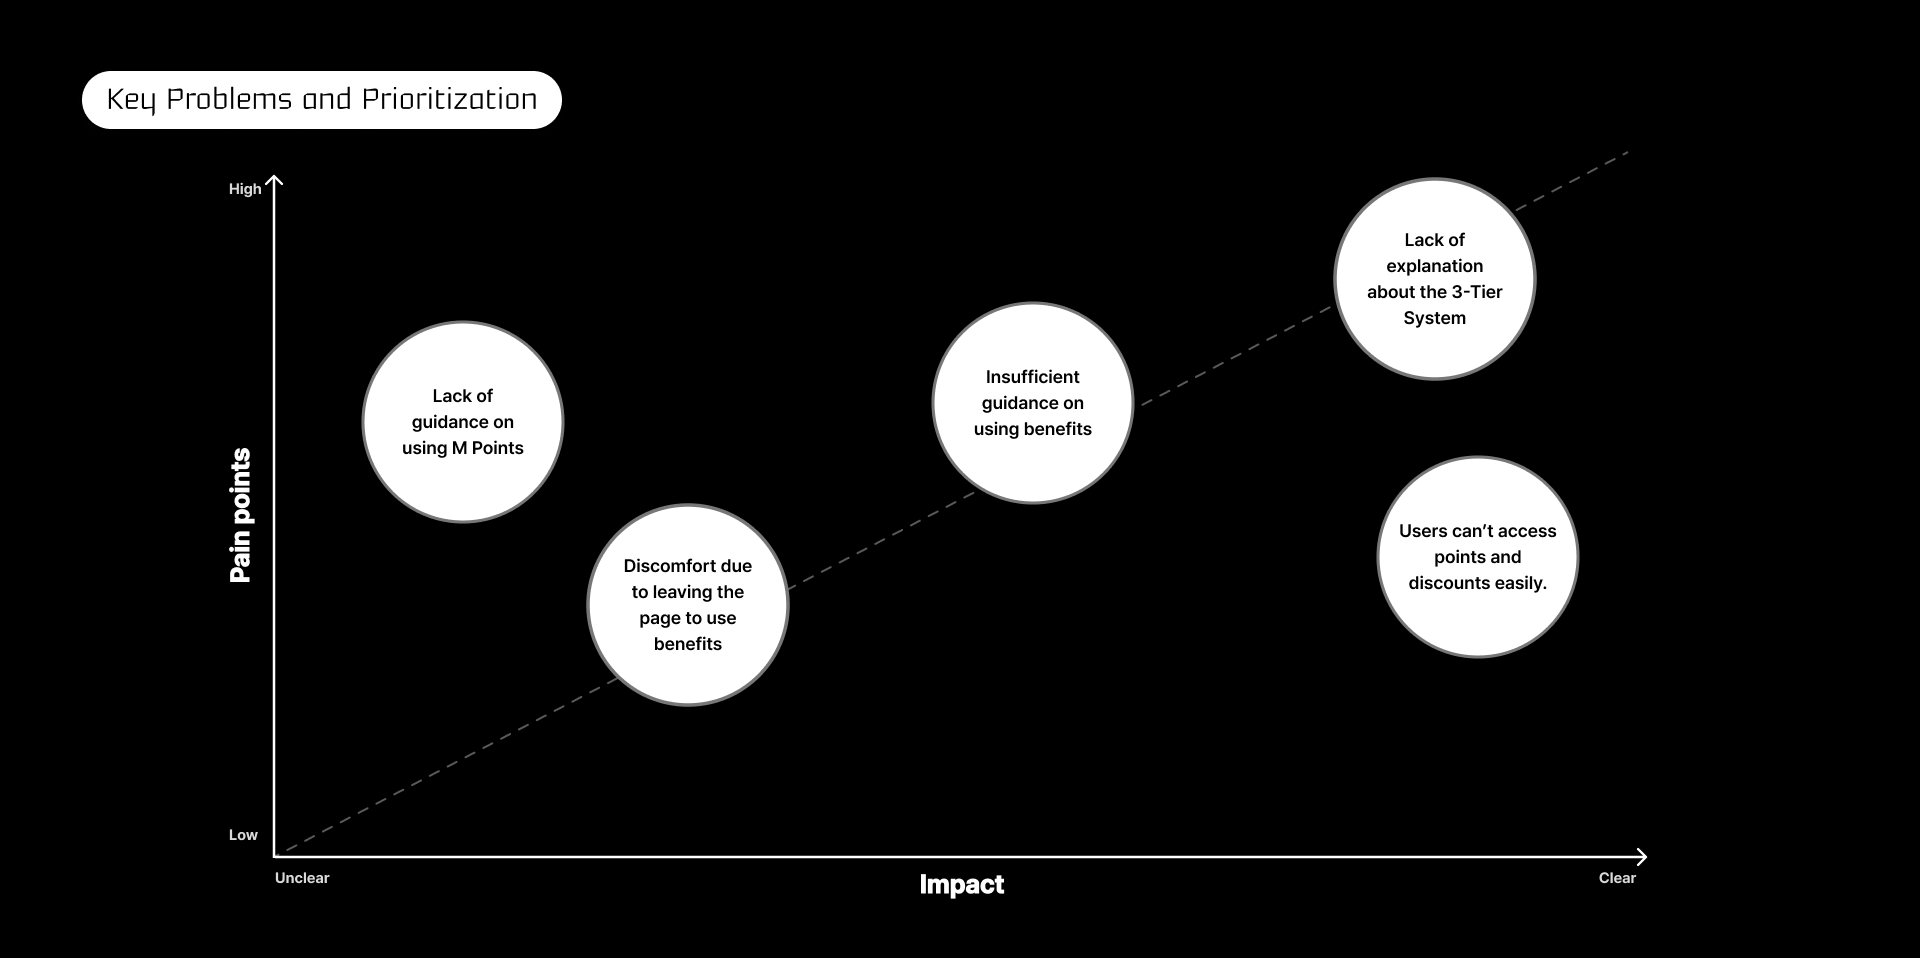 Key Problems and Prioritization
High
Lack of
explanation
about the 3-Tier
System
Lack of
guidance on
using M Points
Insufficient
guidance on
using benefits
Pain points
Discomfort due
to leaving the
page to use
benefits
Users can’t access
points and
discounts easily.
Low
Unclear
Impact
Clear